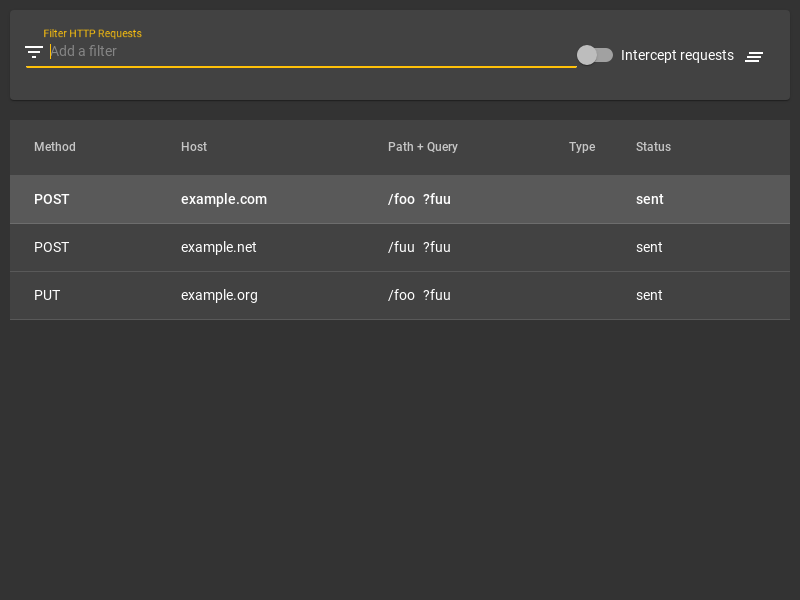 Filter HTTP Requests
Add a filter
Intercept requests
Method Host Path + Query Type Status
POST example.com /foo ?fuu sent
POST example.net /fuu ?fuu sent
PUT example.org /foo ?fuu sent